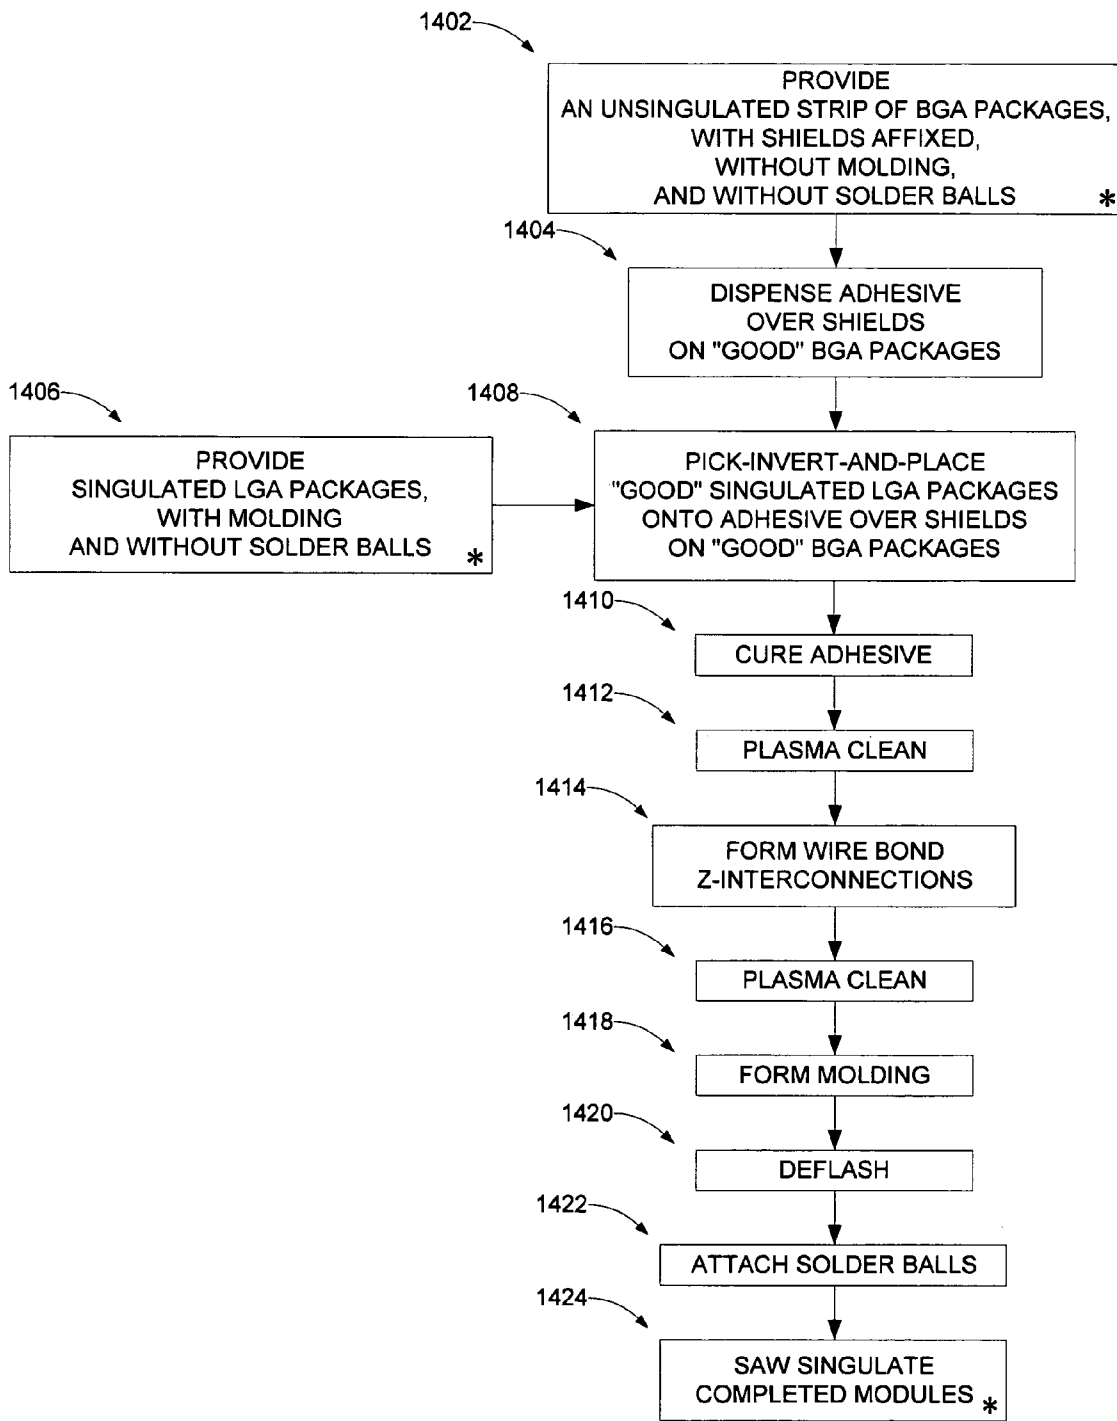 1402
PROVIDE
AN UNSINGULATED STRIP OF BGA PACKAGES,
WITH SHIELDS AFFIXED,
WITHOUT MOLDING,
AND WITHOUT SOLDER BALLS *
1404
DISPENSE ADHESIVE
OVER SHIELDS
ON "GOOD" BGA PACKAGES
1406
PROVIDE
SINGULATED LGA PACKAGES,
WITH MOLDING
AND WITHOUT SOLDER BALLS *
1408
PICK-INVERT-AND-PLACE
"GOOD" SINGULATED LGA PACKAGES
ONTO ADHESIVE OVER SHIELDS
ON "GOOD" BGA PACKAGES
1410
CURE ADHESIVE
1412
PLASMA CLEAN
1414
FORM WIRE BOND
Z-INTERCONNECTIONS
1416
PLASMA CLEAN
1418
FORM MOLDING
1420
DEFLASH
1422
ATTACH SOLDER BALLS
1424
SAW SINGULATE
COMPLETED MODULES *